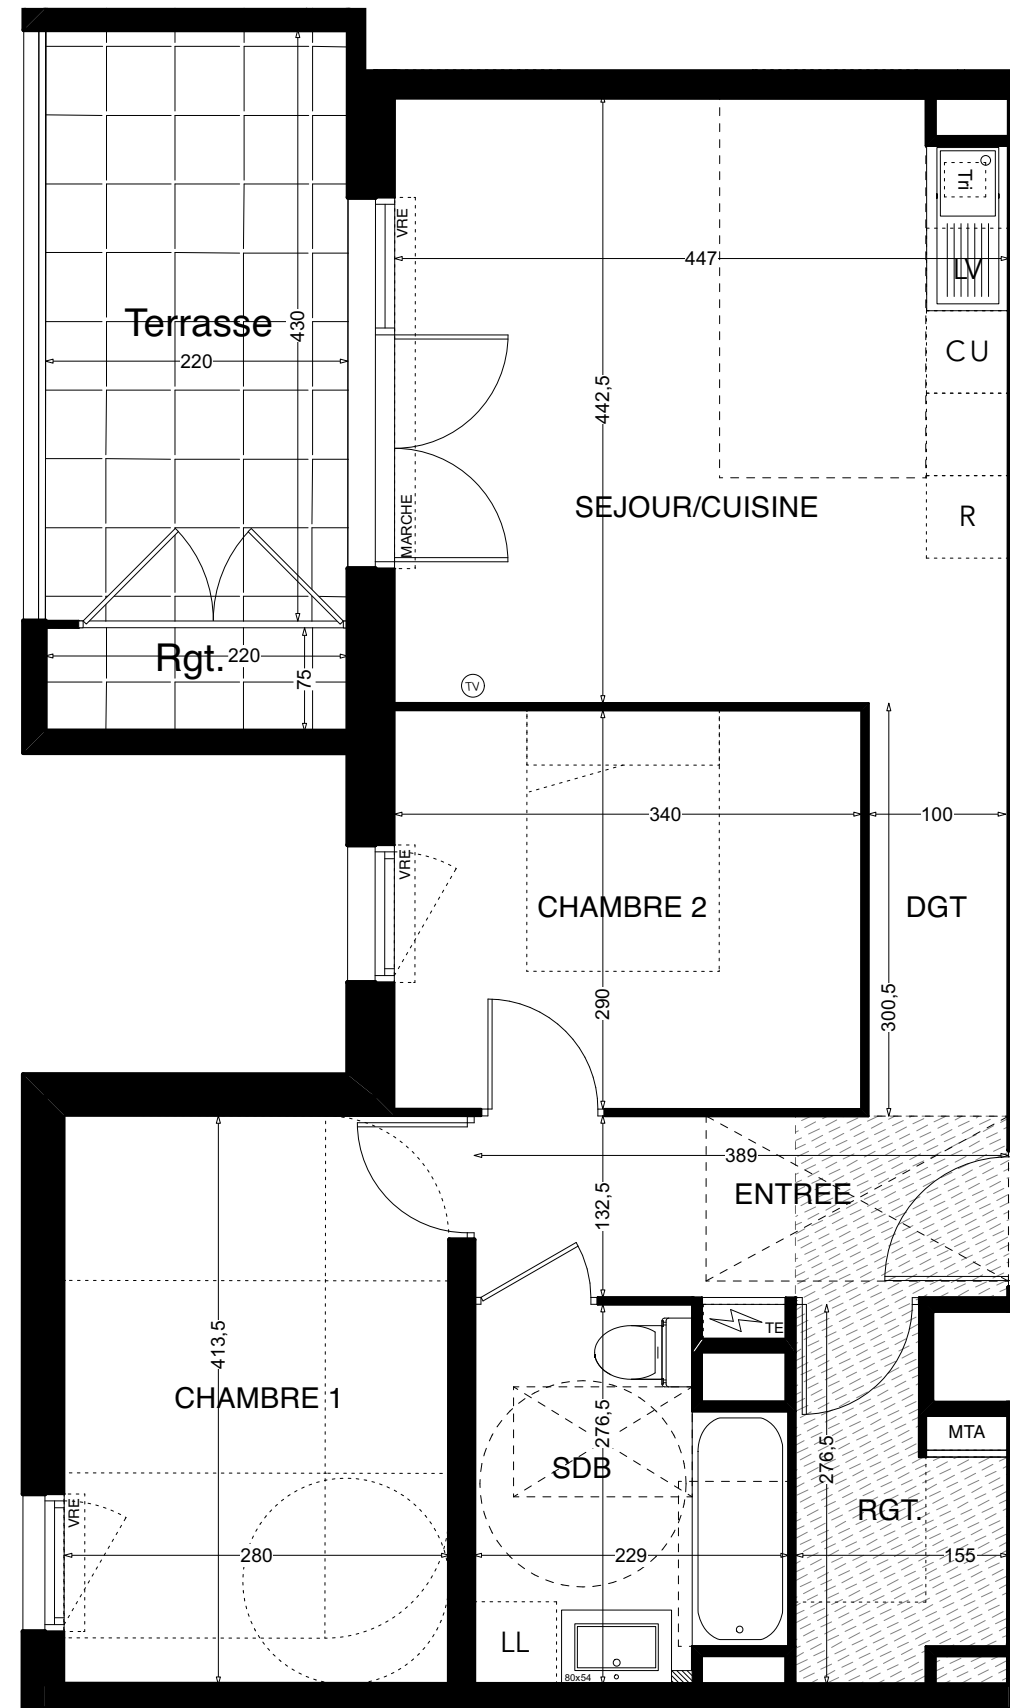 VRE
Tri
447
LV
Terrasse
430
220
CU
442,5
MARCHE
SEJOUR/CUISINE
R
Rgt.
220
75
TV
340
100
VRE
CHAMBRE 2
DGT
290
300,5
389
ENTREE
132,5
TE
413,5
CHAMBRE 1
276,5
MTA
276,5
SDB
RGT.
VRE
280
229
155
LL
80x54